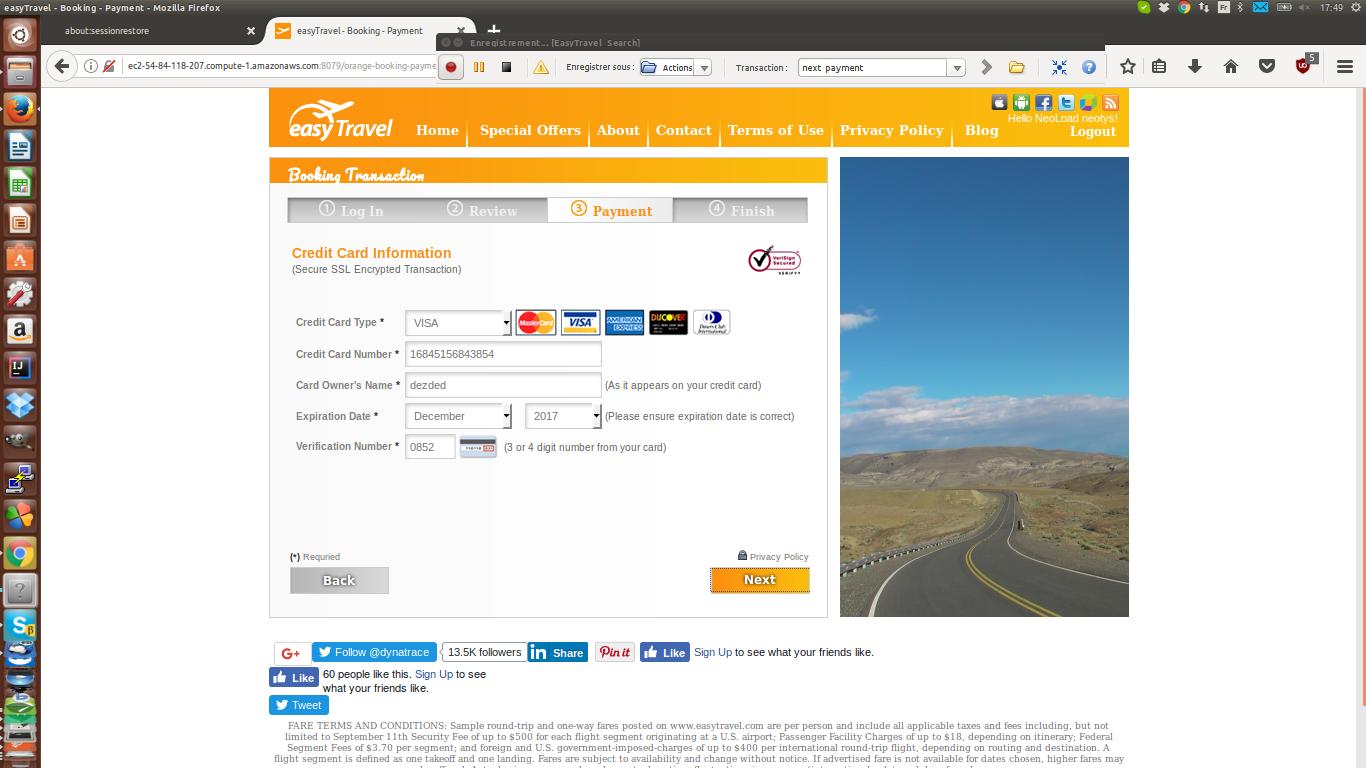 easyTravel - Booking - Payment - Mozilla Firefox
Fr
17:49
about:sessionrestore
easyTravel - Booking - Payment
Enregistrement... [EasyTravel_Search]
ec2-54-84-118-207.compute-1.amazonaws.com:8079/orange-booking-payme
Enregistrer sous :
Actions
Transaction :
next payment
5
easyTravel
Hello NeoLoad neotys!
Home
Special Offers
About
Contact
Terms of Use
Privacy Policy
Blog
Logout
Booking Transaction
1 Log In
2 Review
3 Payment
4 Finish
Credit Card Information
(Secure SSL Encrypted Transaction)
VeriSign
Secured
VERIFY
Credit Card Type *
VISA
MasterCard
VISA
AMERICAN EXPRESS
DISCOVER
Diners Club International
Credit Card Number *
16845156843854
Card Owner's Name *
dezded
(As it appears on your credit card)
Expiration Date *
December
2017
(Please ensure expiration date is correct)
Verification Number *
0852
(3 or 4 digit number from your card)
(*) Requried
Privacy Policy
Back
Next
G+
Follow @dynatrace
13.5K followers
in Share
Pin it
Like
Sign Up to see what your friends like.
Like
60 people like this. Sign Up to see
what your friends like.
Tweet
FARE TERMS AND CONDITIONS: Sample round-trip and one-way fares posted on www.easytravel.com are per person and include all applicable taxes and fees including, but not
limited to September 11th Security Fee of up to $500 for each flight segment originating at a U.S. airport; Passenger Facility Charges of up to $18, depending on itinerary; Federal
Segment Fees of $3.70 per segment; and foreign and U.S. government-imposed-charges of up to $400 per international round-trip flight, depending on routing and destination. A
flight segment is defined as one takeoff and one landing. Fares are subject to availability and change without notice. If advertised fare is not available for dates chosen, higher fares may